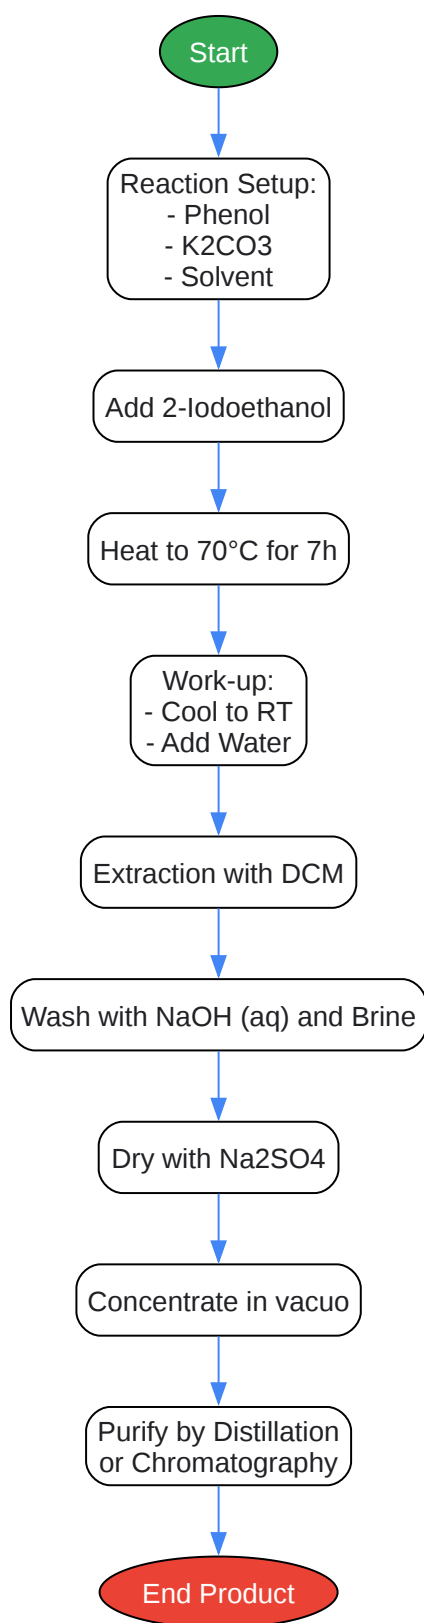 Start
Reaction Setup:
- Phenol
- K2CO3
- Solvent
Add 2-Iodoethanol
Heat to 70°C for 7h
Work-up:
- Cool to RT
- Add Water
Extraction with DCM
Wash with NaOH (aq) and Brine
Dry with Na2SO4
Concentrate in vacuo
Purify by Distillation
or Chromatography
End Product